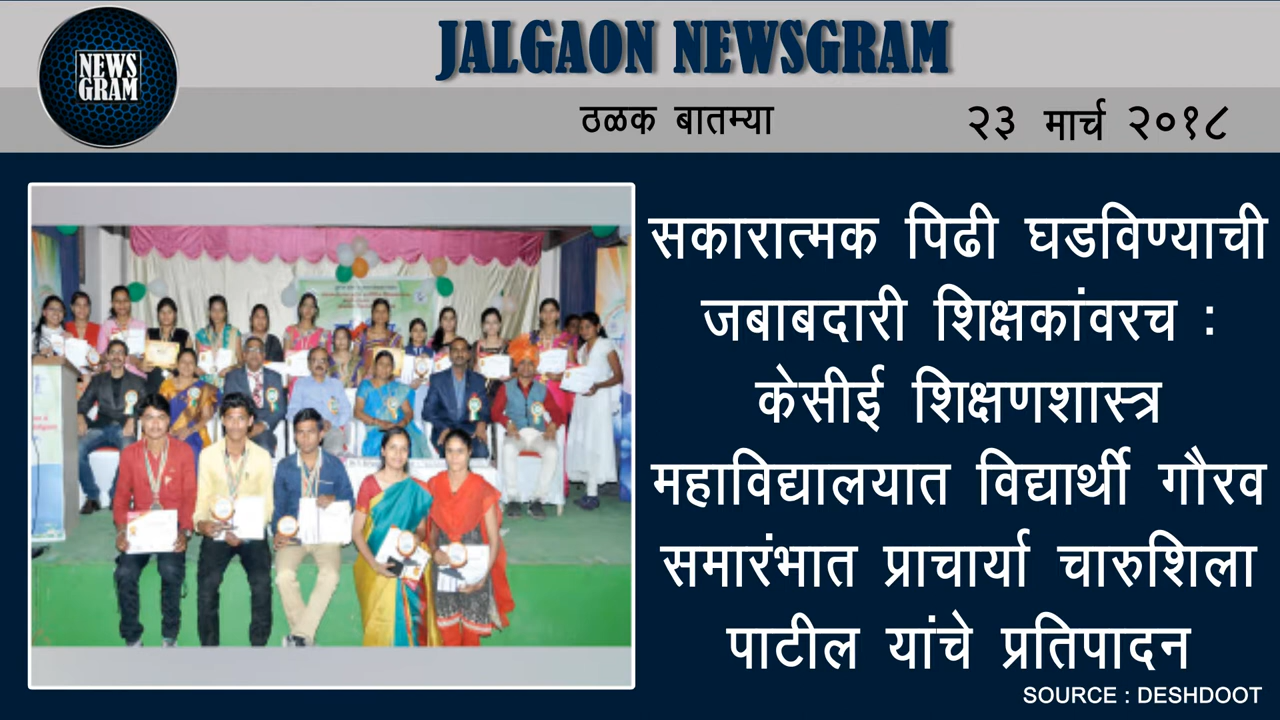 NEWS
GRAM
JALGAON NEWSGRAM
ठळक बातम्या
२३ मार्च २०१८
सकारात्मक पिढी घडविण्याची
जबाबदारी शिक्षकांवरच :
केसीई शिक्षणशास्त्र
महाविद्यालयात विद्यार्थी गौरव
समारंभात प्राचार्या चारुशिला
पाटील यांचे प्रतिपादन
SOURCE : DESHDOOT